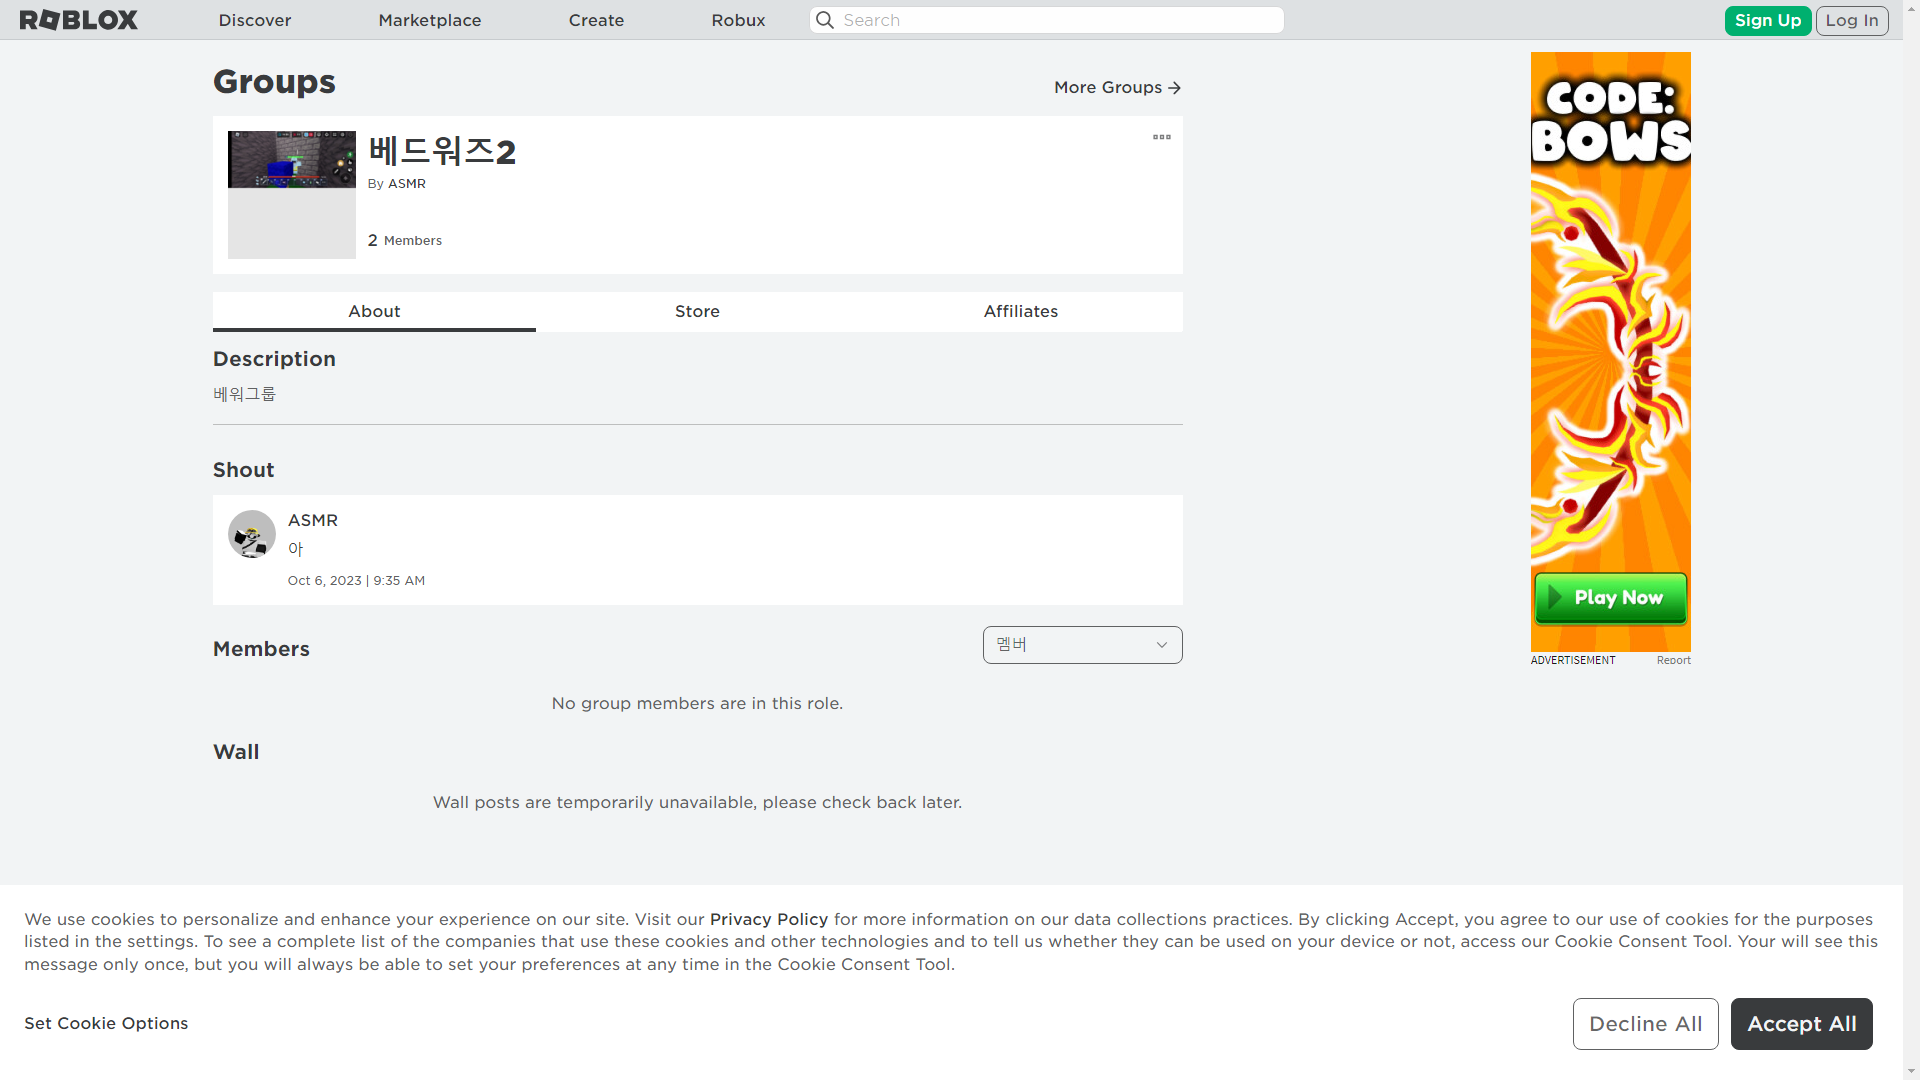 ROBLOX
Discover
Marketplace
Create
Robux
Search
Sign Up
Log In
Groups
More Groups
베드워즈2
By ASMR
2 Members
About
Store
Affiliates
Description
베워그룹
Shout
ASMR
아
Oct 6, 2023 | 9:35 AM
Members
멤버
No group members are in this role.
Wall
Wall posts are temporarily unavailable, please check back later.
CODE:
BOWS
Play Now
ADVERTISEMENT
Report
We use cookies to personalize and enhance your experience on our site. Visit our Privacy Policy for more information on our data collections practices. By clicking Accept, you agree to our use of cookies for the purposes
listed in the settings. To see a complete list of the companies that use these cookies and other technologies and to tell us whether they can be used on your device or not, access our Cookie Consent Tool. Your will see this
message only once, but you will always be able to set your preferences at any time in the Cookie Consent Tool.
Set Cookie Options
Decline All
Accept All